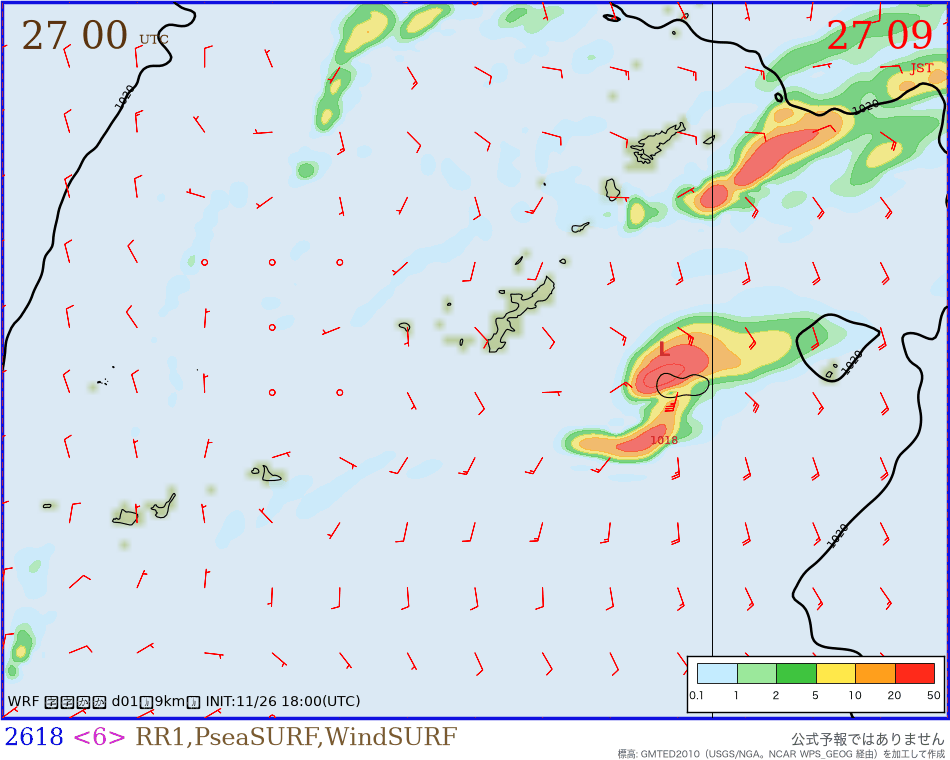 27 00 UTC
27 09
JST
1020
1020
L
1020
1018
1020
WRF d01 9km INIT:11/26 18:00(UTC)
0.1 1 2 5 10 20 50
2618 <6> RR1,PseaSURF,WindSURF
公式予報ではありません
標高: GMTED2010（USGS/NGA。NCAR WPS_GEOG 経由）を加工して作成